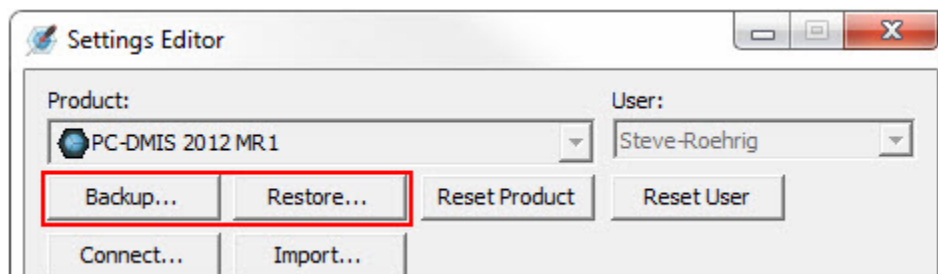 Settings Editor
Product: User:
PC-DMIS 2012 MR1 Steve-Roehrig
Backup... Restore... Reset Product Reset User
Connect... Import...